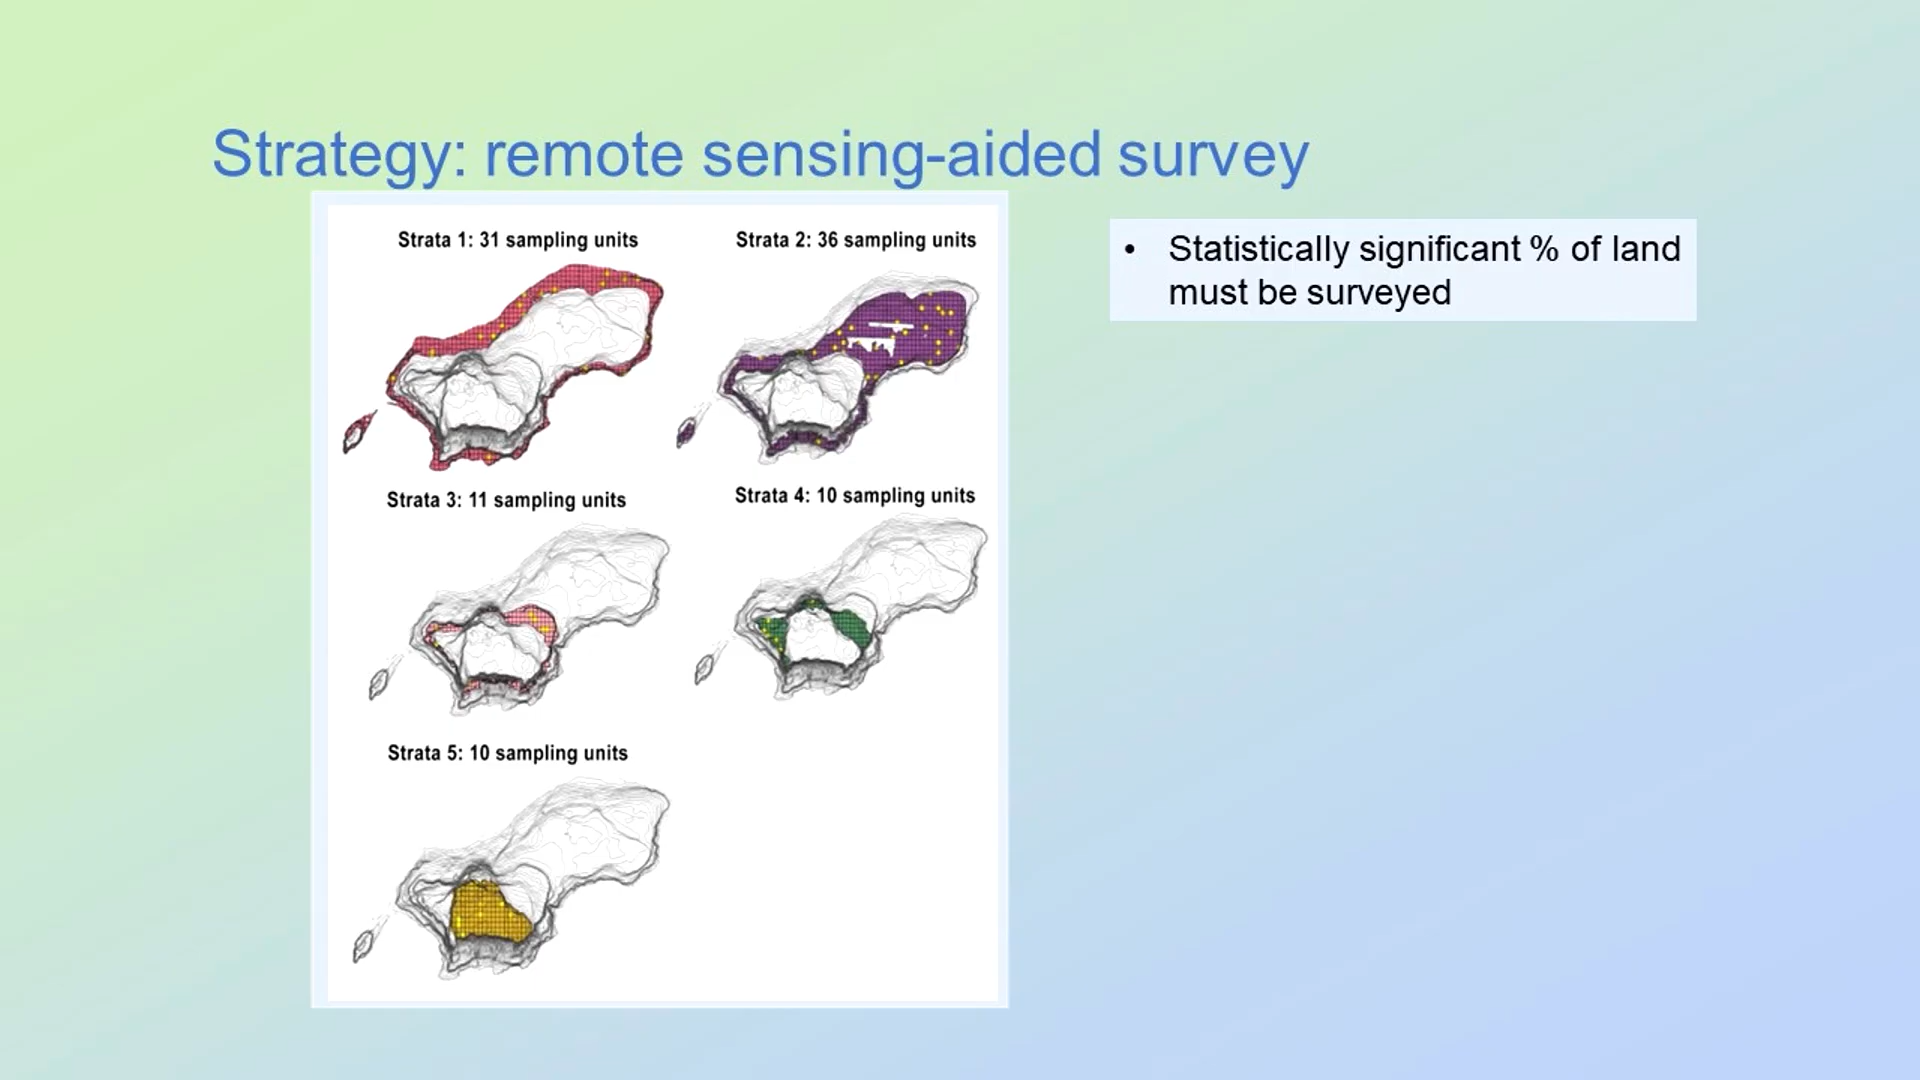 Strategy: remote sensing-aided survey
Strata 1: 31 sampling units
Strata 2: 36 sampling units
Strata 3: 11 sampling units
Strata 4: 10 sampling units
Strata 5: 10 sampling units
• Statistically significant % of land
must be surveyed